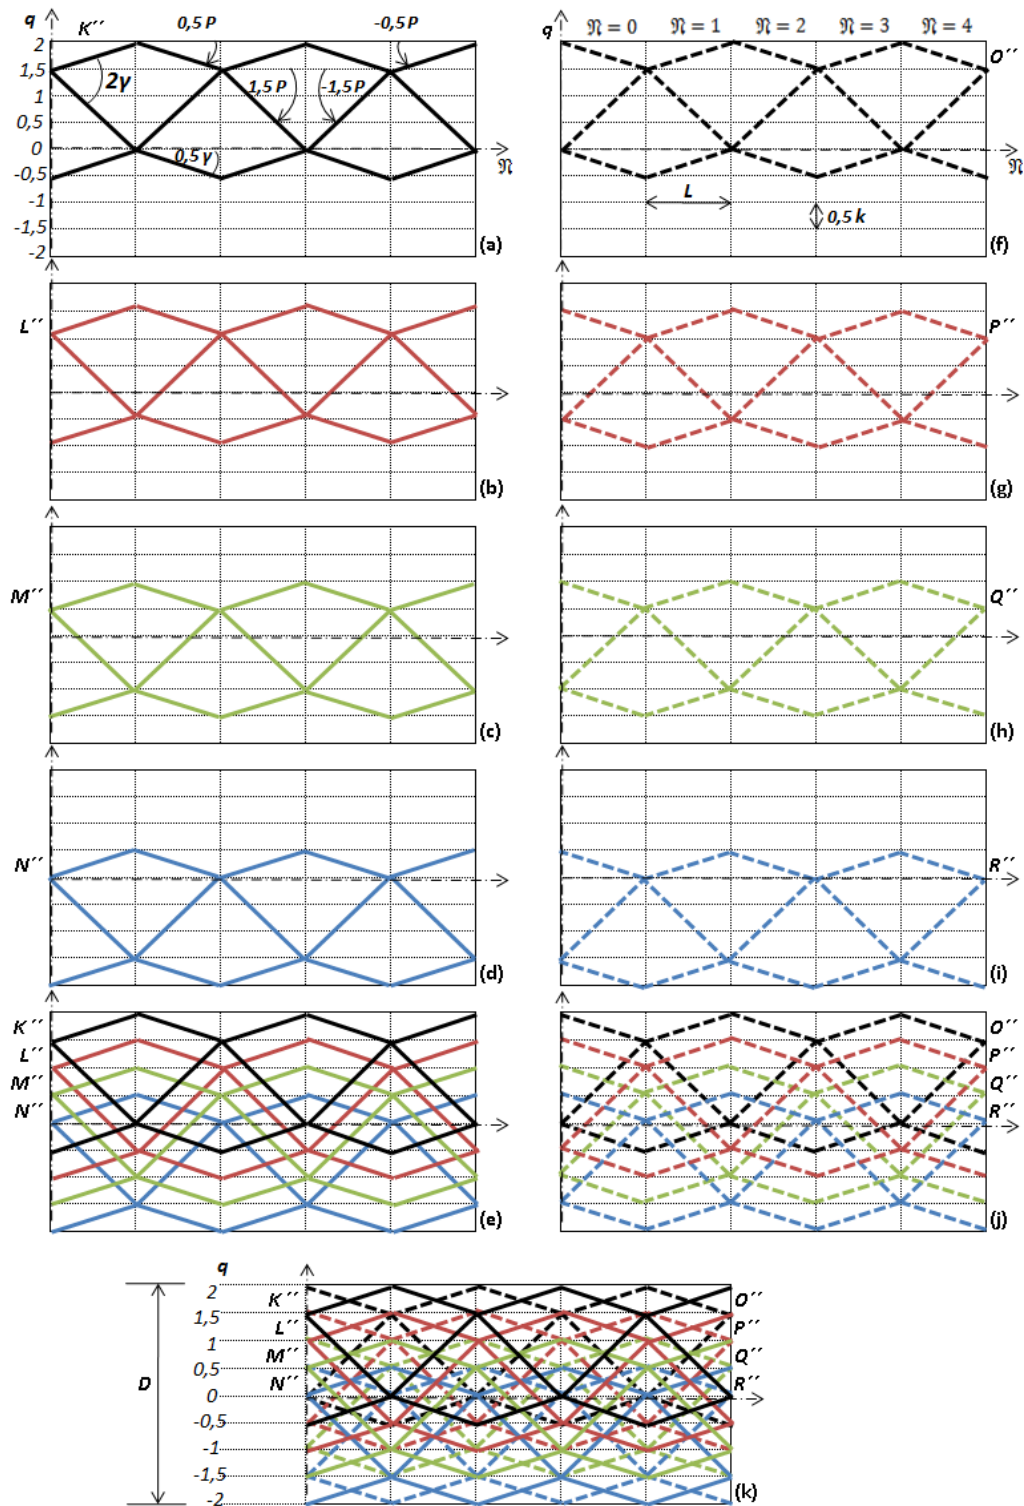 q K´´ 0,5 P -0,5 P
2
1,5
1
0,5
0
-0,5
-1
-1,5
-2
2γ 1,5 P -1,5 P
0,5 γ
𝔑
(a)
q 𝔑 = 0 𝔑 = 1 𝔑 = 2 𝔑 = 3 𝔑 = 4
O´´
𝔑
L
0,5 k
(f)
L´´
(b)
P´´
(g)
M´´
(c)
Q´´
(h)
N´´
(d)
R´´
(i)
K´´
L´´
M´´
N´´
(e)
O´´
P´´
Q´´
R´´
(j)
q
2
1,5
1
0,5
0
-0,5
-1
-1,5
-2
D
K´´
L´´
M´´
N´´
O´´
P´´
Q´´
R´´
(k)